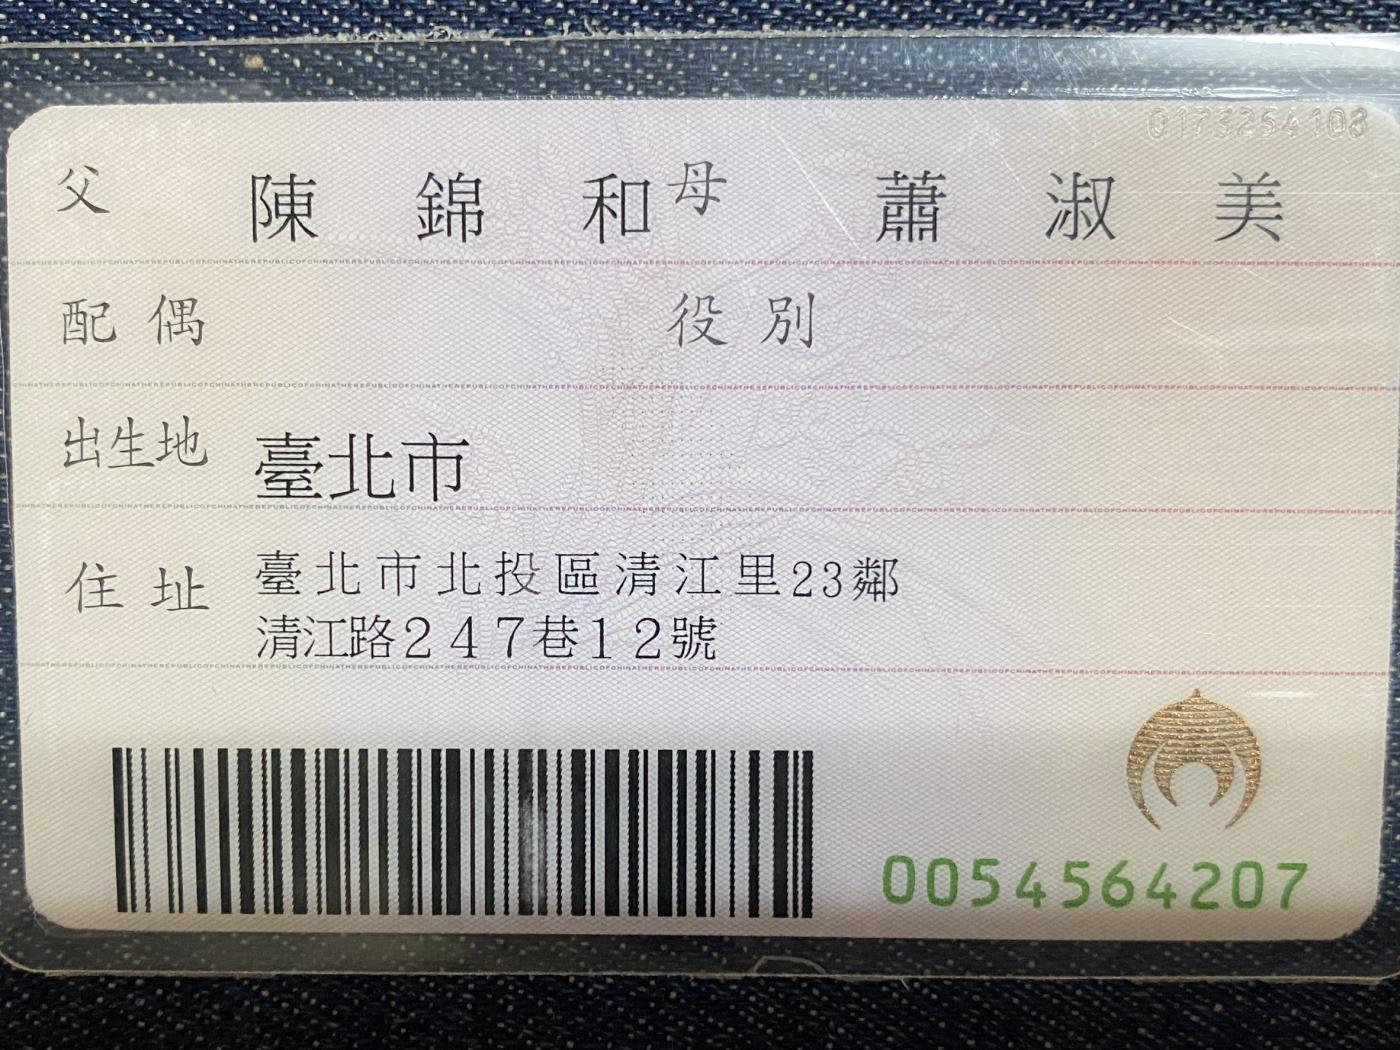 0173254108
父 陳錦和 母 蕭淑美
配偶 役別
出生地 臺北市
住址 臺北市北投區清江里23鄰
清江路247巷12號
0054564207